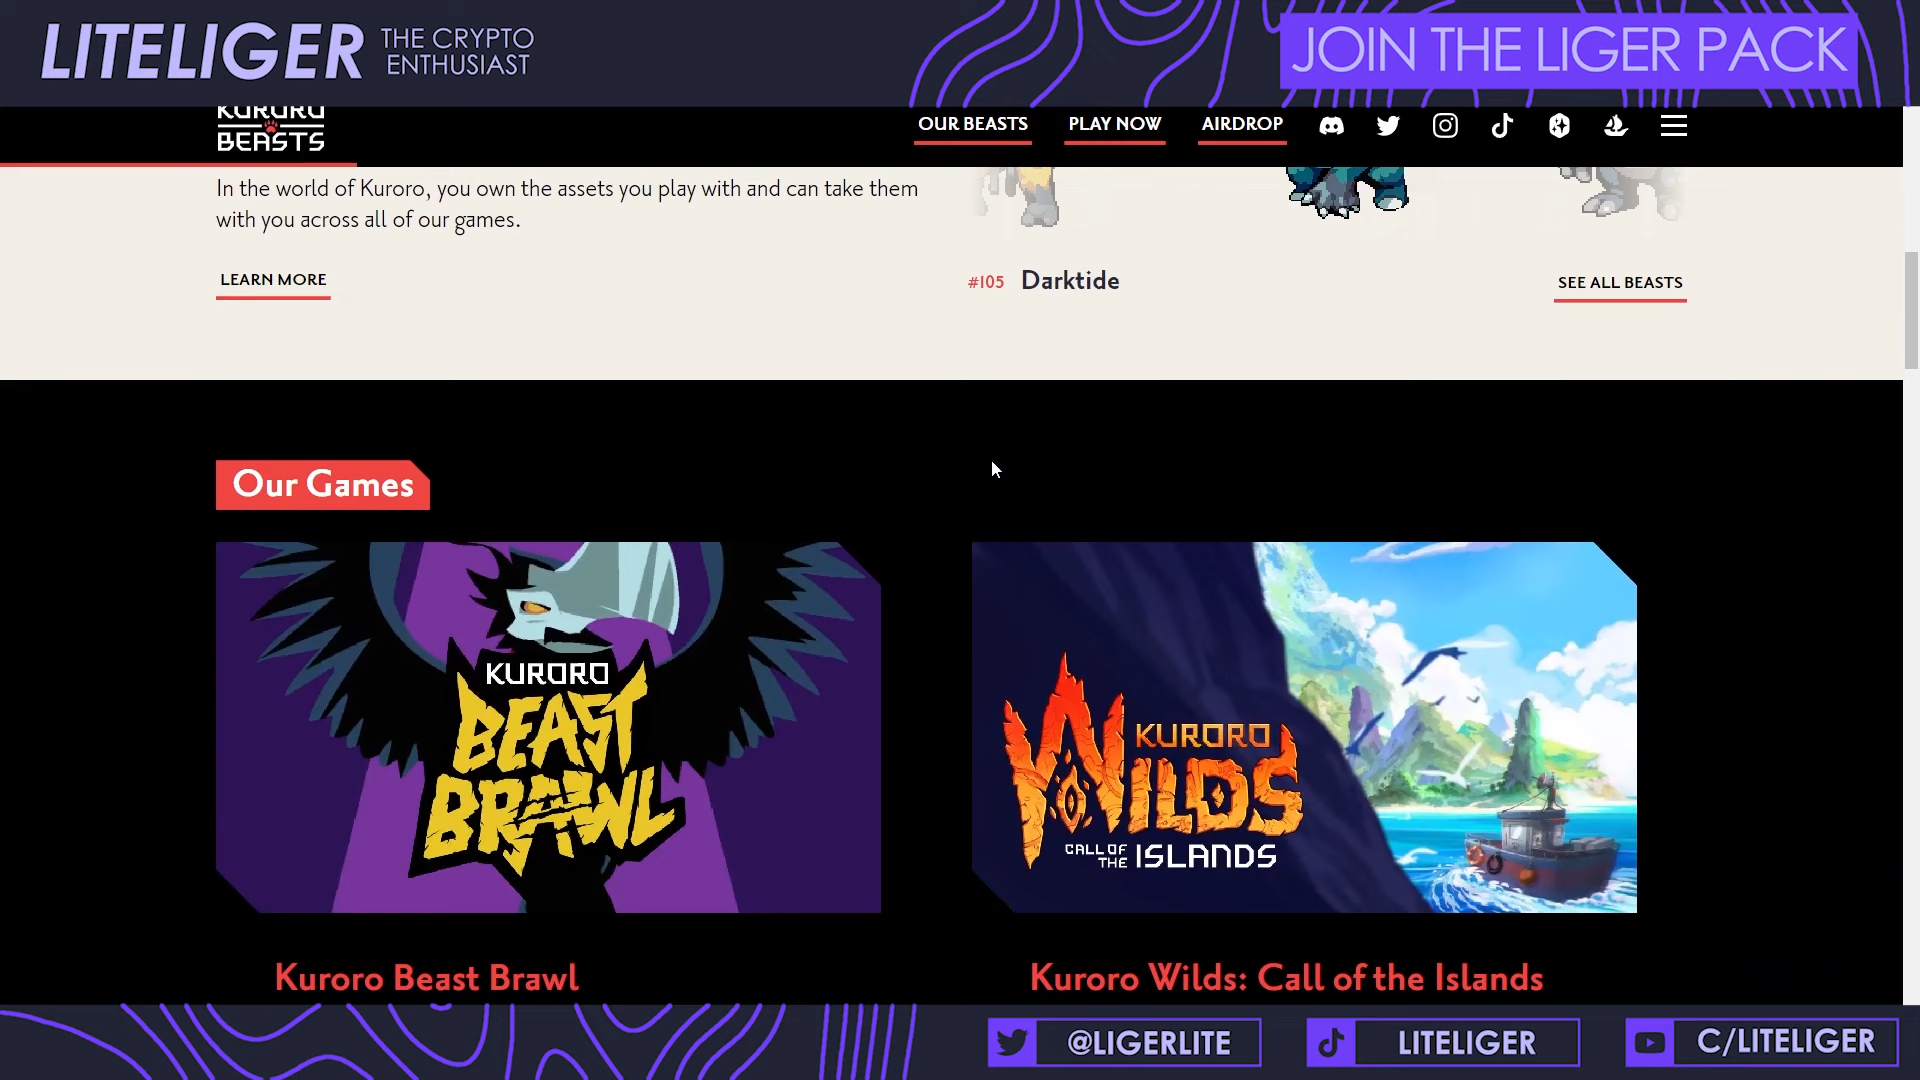 LITELIGER
THE CRYPTO
ENTHUSIAST
JOIN THE LIGER PACK
KURORO
BEASTS
OUR BEASTS
PLAY NOW
AIRDROP
In the world of Kuroro, you own the assets you play with and can take them
with you across all of our games.
LEARN MORE
#105 Darktide
SEE ALL BEASTS
Our Games
KURORO
BEAST
BRAWL
KURORO
WILDS
CALL OF
THE ISLANDS
Kuroro Beast Brawl
Kuroro Wilds: Call of the Islands
@LIGERLITE
LITELIGER
C/LITELIGER